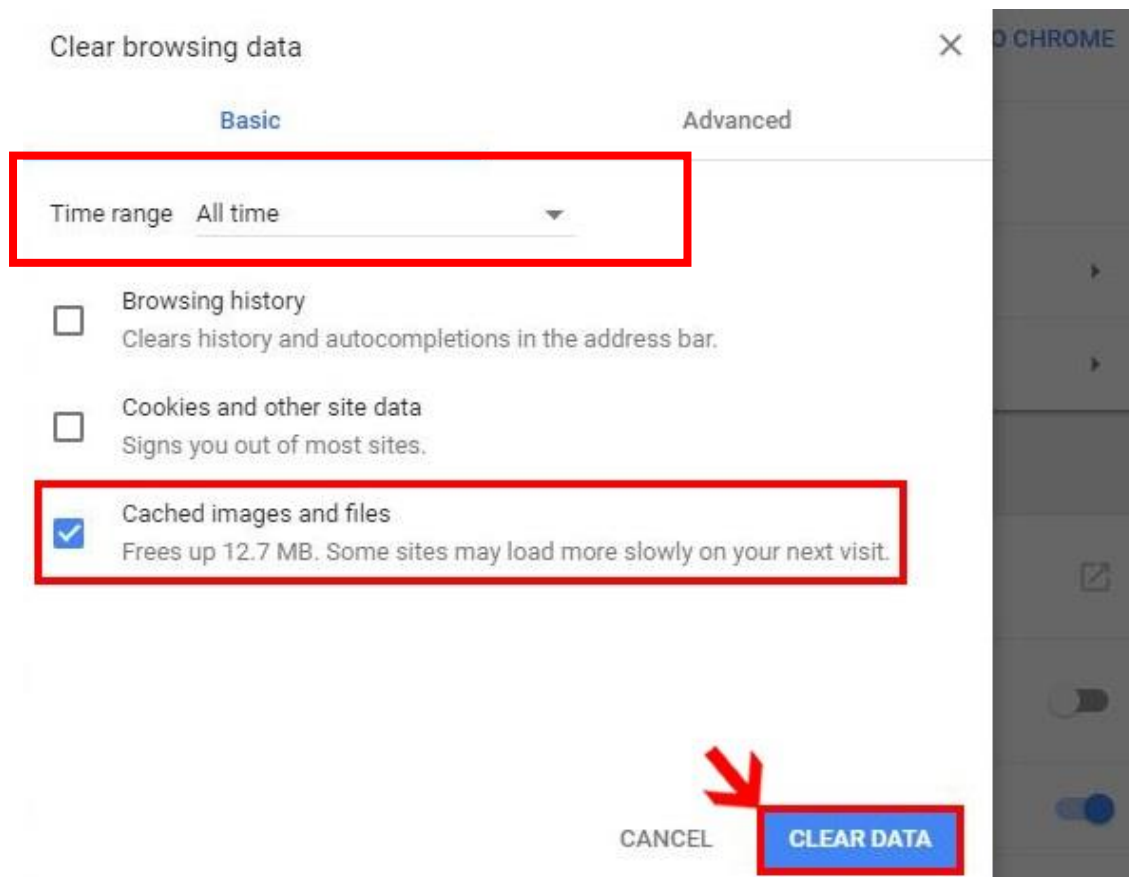 Clear browsing data
O CHROME
Basic
Advanced
Time range All time
Browsing history
Clears history and autocompletions in the address bar.
Cookies and other site data
Signs you out of most sites.
Cached images and files
Frees up 12.7 MB. Some sites may load more slowly on your next visit.
CANCEL
CLEAR DATA